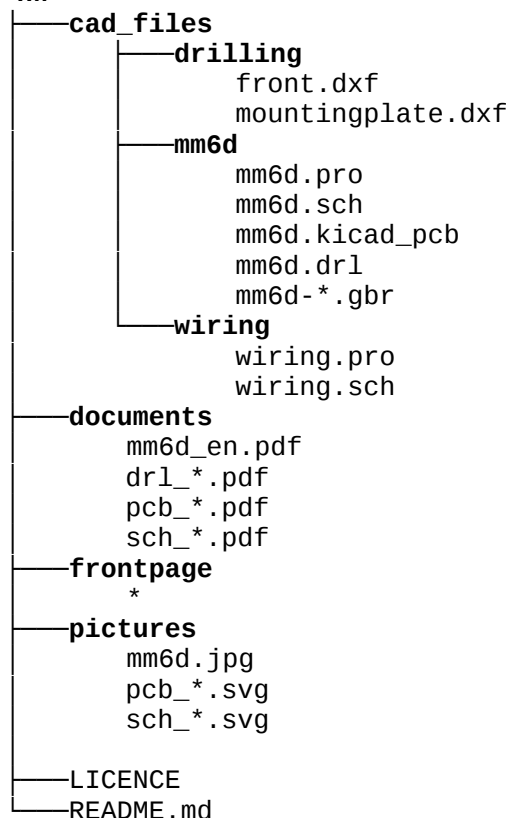 cad_files
drilling
front.dxf
mountingplate.dxf
mm6d
mm6d.pro
mm6d.sch
mm6d.kicad_pcb
mm6d.drl
mm6d-*.gbr
wiring
wiring.pro
wiring.sch
documents
mm6d_en.pdf
drl_*.pdf
pcb_*.pdf
sch_*.pdf
frontpage
*
pictures
mm6d.jpg
pcb_*.svg
sch_*.svg
LICENCE
README.md